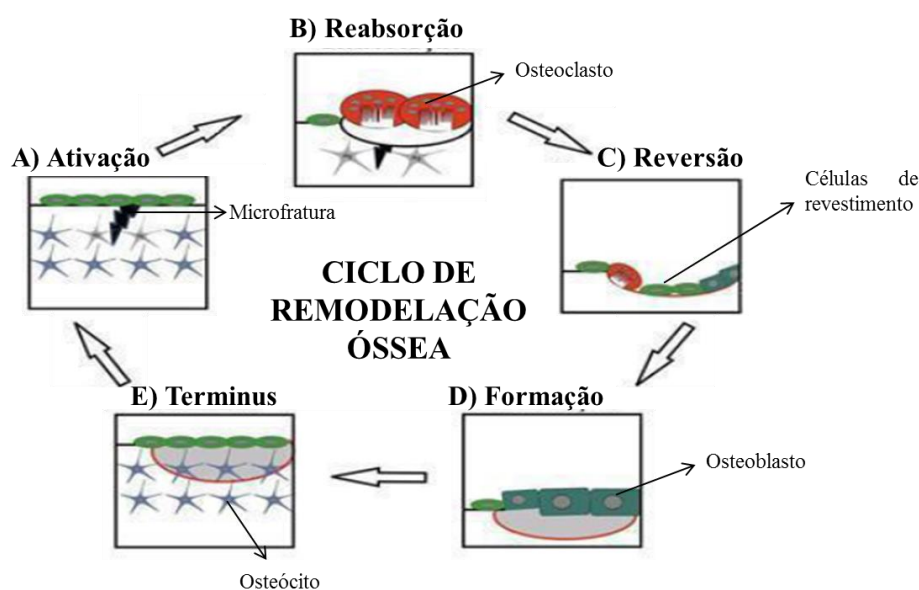 B) Reabsorção
Osteoclasto
A) Ativação
C) Reversão
Células de
revestimento
Microfratura
CICLO DE
REMODELAÇÃO
ÓSSEA
E) Terminus
D) Formação
Osteoblasto
Osteócito